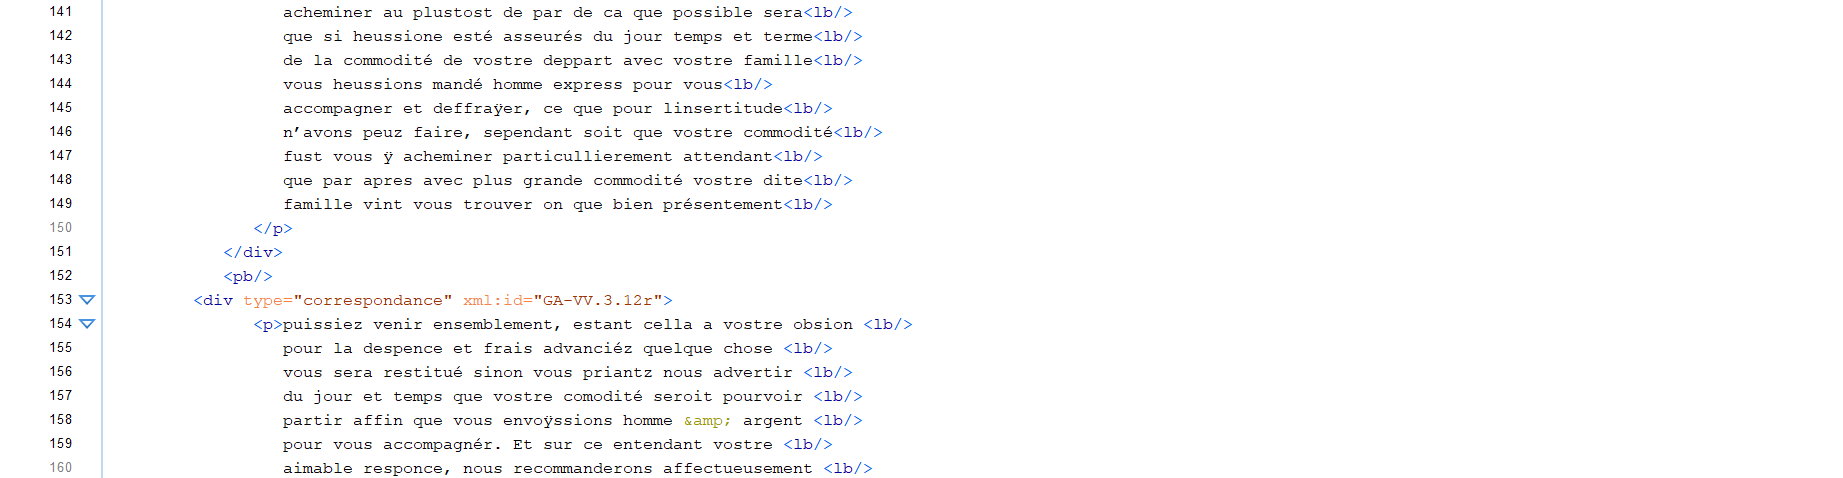 141 acheminer au plustost de par de ca que possible sera<lb/>
142 que si heussione esté asseurés du jour temps et terme<lb/>
143 de la commodité de vostre deppart avec vostre famille<lb/>
144 vous heussions mandé homme express pour vous<lb/>
145 accompagner et deffraÿer, ce que pour linsertitude<lb/>
146 n’avons peuz faire, sependant soit que vostre commodité<lb/>
147 fust vous ÿ acheminer particullierement attendant<lb/>
148 que par apres avec plus grande commodité vostre dite<lb/>
149 famille vint vous trouver on que bien présentement<lb/>
150 </p>
151 </div>
152 <pb/>
153 <div type="correspondance" xml:id="GA-VV.3.12r">
154 <p>puissiez venir ensemblement, estant cella a vostre obsion <lb/>
155 pour la despence et frais advanciéz quelque chose <lb/>
156 vous sera restitué sinon vous priantz nous advertir <lb/>
157 du jour et temps que vostre comodité seroit pourvoir <lb/>
158 partir affin que vous envoÿssions homme &amp; argent <lb/>
159 pour vous accompagnér. Et sur ce entendant vostre <lb/>
160 aimable responce, nous recommanderons affectueusement <lb/>